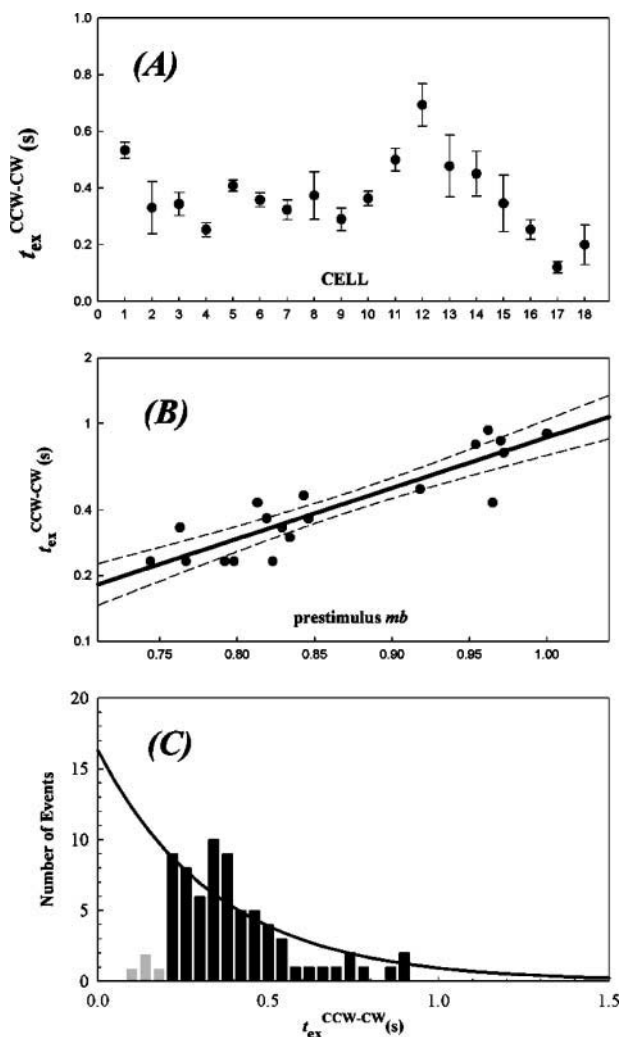 (A)
t_ex^CCW-CW (s)
1.0
0.8
0.6
0.4
0.2
0.0
CELL
0 1 2 3 4 5 6 7 8 9 10 11 12 13 14 15 16 17 18
(B)
t_ex^CCW-CW (s)
2
1
0.4
0.2
0.1
prestimulus mb
0.75 0.80 0.85 0.90 0.95 1.00
(C)
Number of Events
20
15
10
5
0
0.0 0.5 1.0 1.5
t_ex^CCW-CW (s)